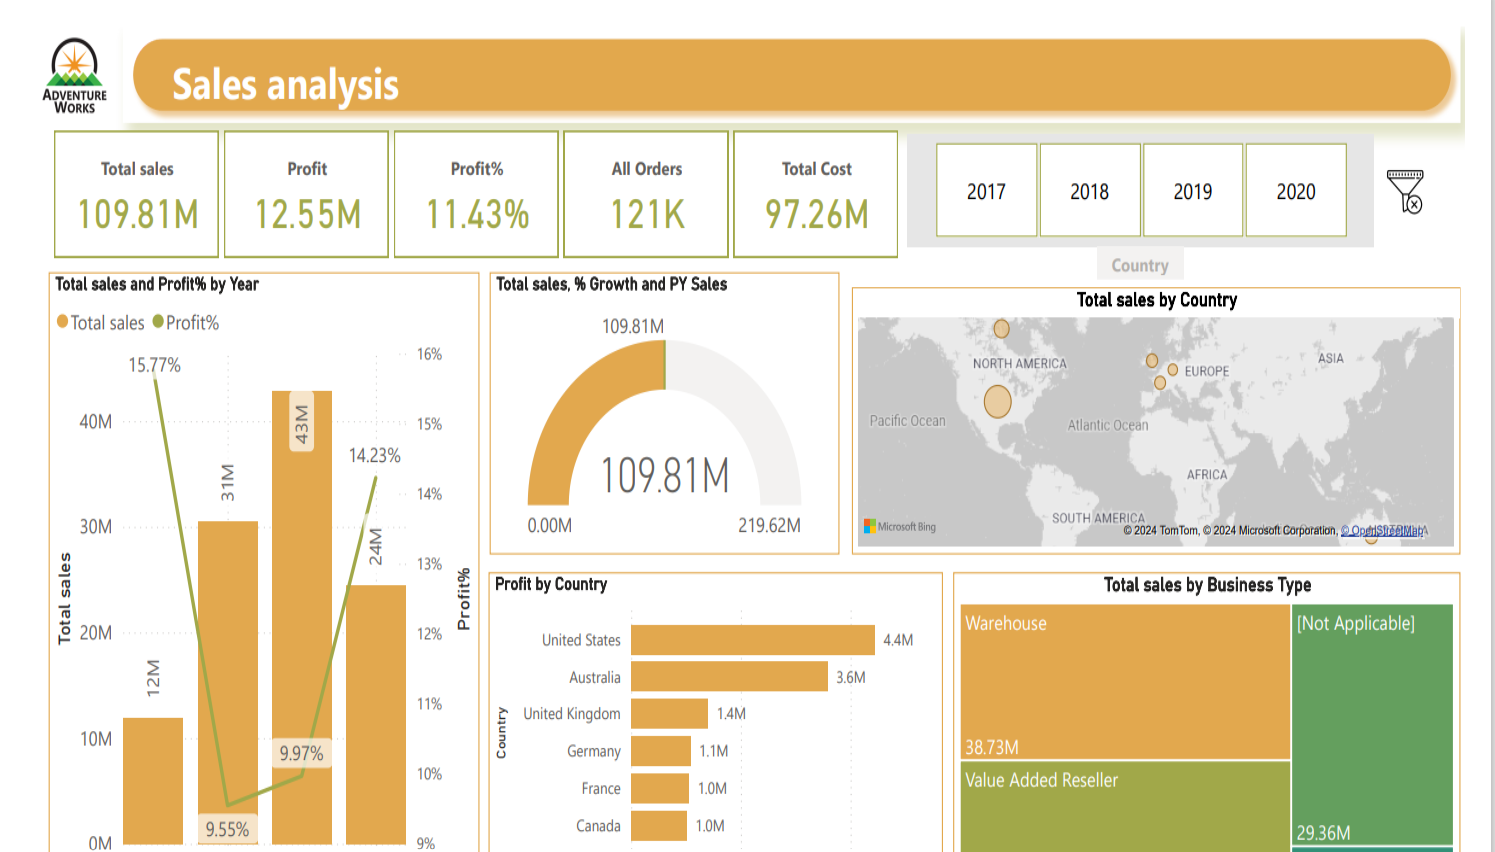 ADVENTURE
WORKS
Sales analysis
Total sales
109.81M
Profit
12.55M
Profit%
11.43%
All Orders
121K
Total Cost
97.26M
2017
2018
2019
2020
Country
Total sales and Profit% by Year
Total sales
Profit%
15.77%
9.55%
9.97%
14.23%
12M
31M
43M
24M
Total sales
40M
30M
20M
10M
0M
Profit%
16%
15%
14%
13%
12%
11%
10%
9%
Total sales, % Growth and PY Sales
109.81M
109.81M
0.00M
219.62M
Total sales by Country
NORTH AMERICA
EUROPE
ASIA
Pacific Ocean
Atlantic Ocean
AFRICA
SOUTH AMERICA
Microsoft Bing
© 2024 TomTom, © 2024 Microsoft Corporation, © OpenStreetMap
Profit by Country
Country
United States 4.4M
Australia 3.6M
United Kingdom 1.4M
Germany 1.1M
France 1.0M
Canada 1.0M
Total sales by Business Type
Warehouse
38.73M
Value Added Reseller
[Not Applicable]
29.36M